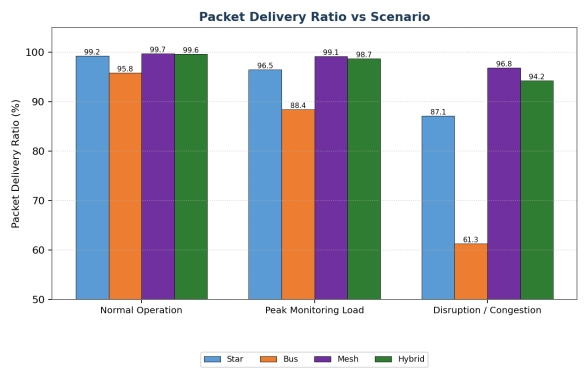 Packet Delivery Ratio vs Scenario
Packet Delivery Ratio (%)
100
90
80
70
60
50
99.2 95.8 99.7 99.6
96.5 88.4 99.1 98.7
87.1 61.3 96.8 94.2
Normal Operation Peak Monitoring Load Disruption / Congestion
Star Bus Mesh Hybrid